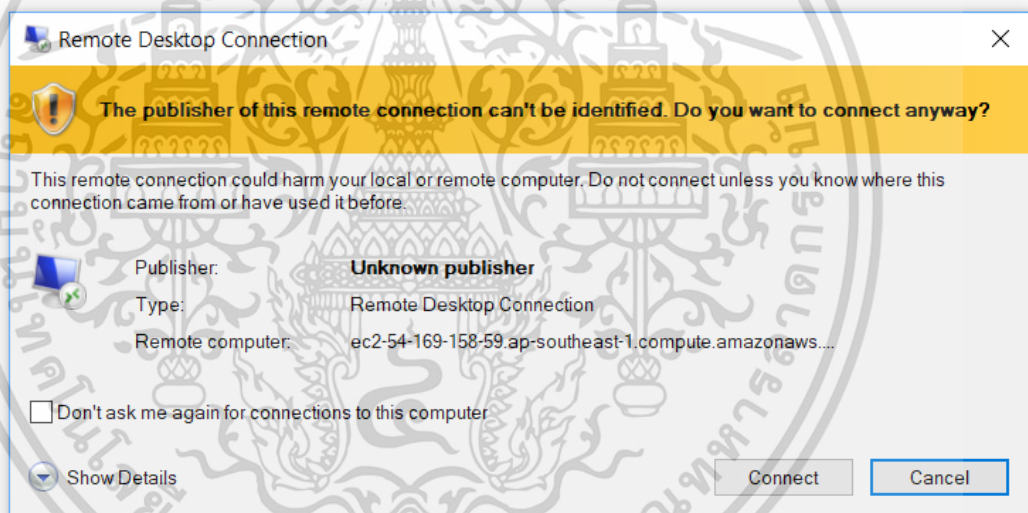 Remote Desktop Connection
The publisher of this remote connection can't be identified. Do you want to connect anyway?
This remote connection could harm your local or remote computer. Do not connect unless you know where this
connection came from or have used it before.
Publisher: Unknown publisher
Type: Remote Desktop Connection
Remote computer: ec2-54-169-158-59.ap-southeast-1.compute.amazonaws....
Don't ask me again for connections to this computer
Show Details
Connect
Cancel